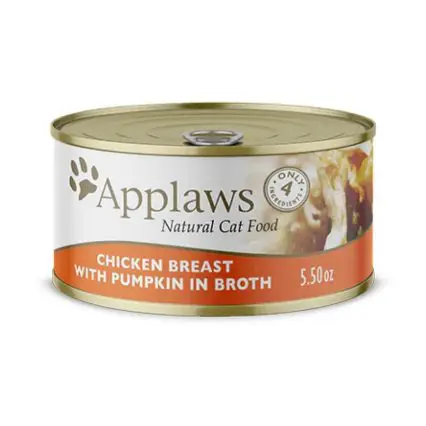 Applaws
ONLY
4
INGREDIENTS
Natural Cat Food
CHICKEN BREAST
WITH PUMPKIN IN BROTH
5.50oz